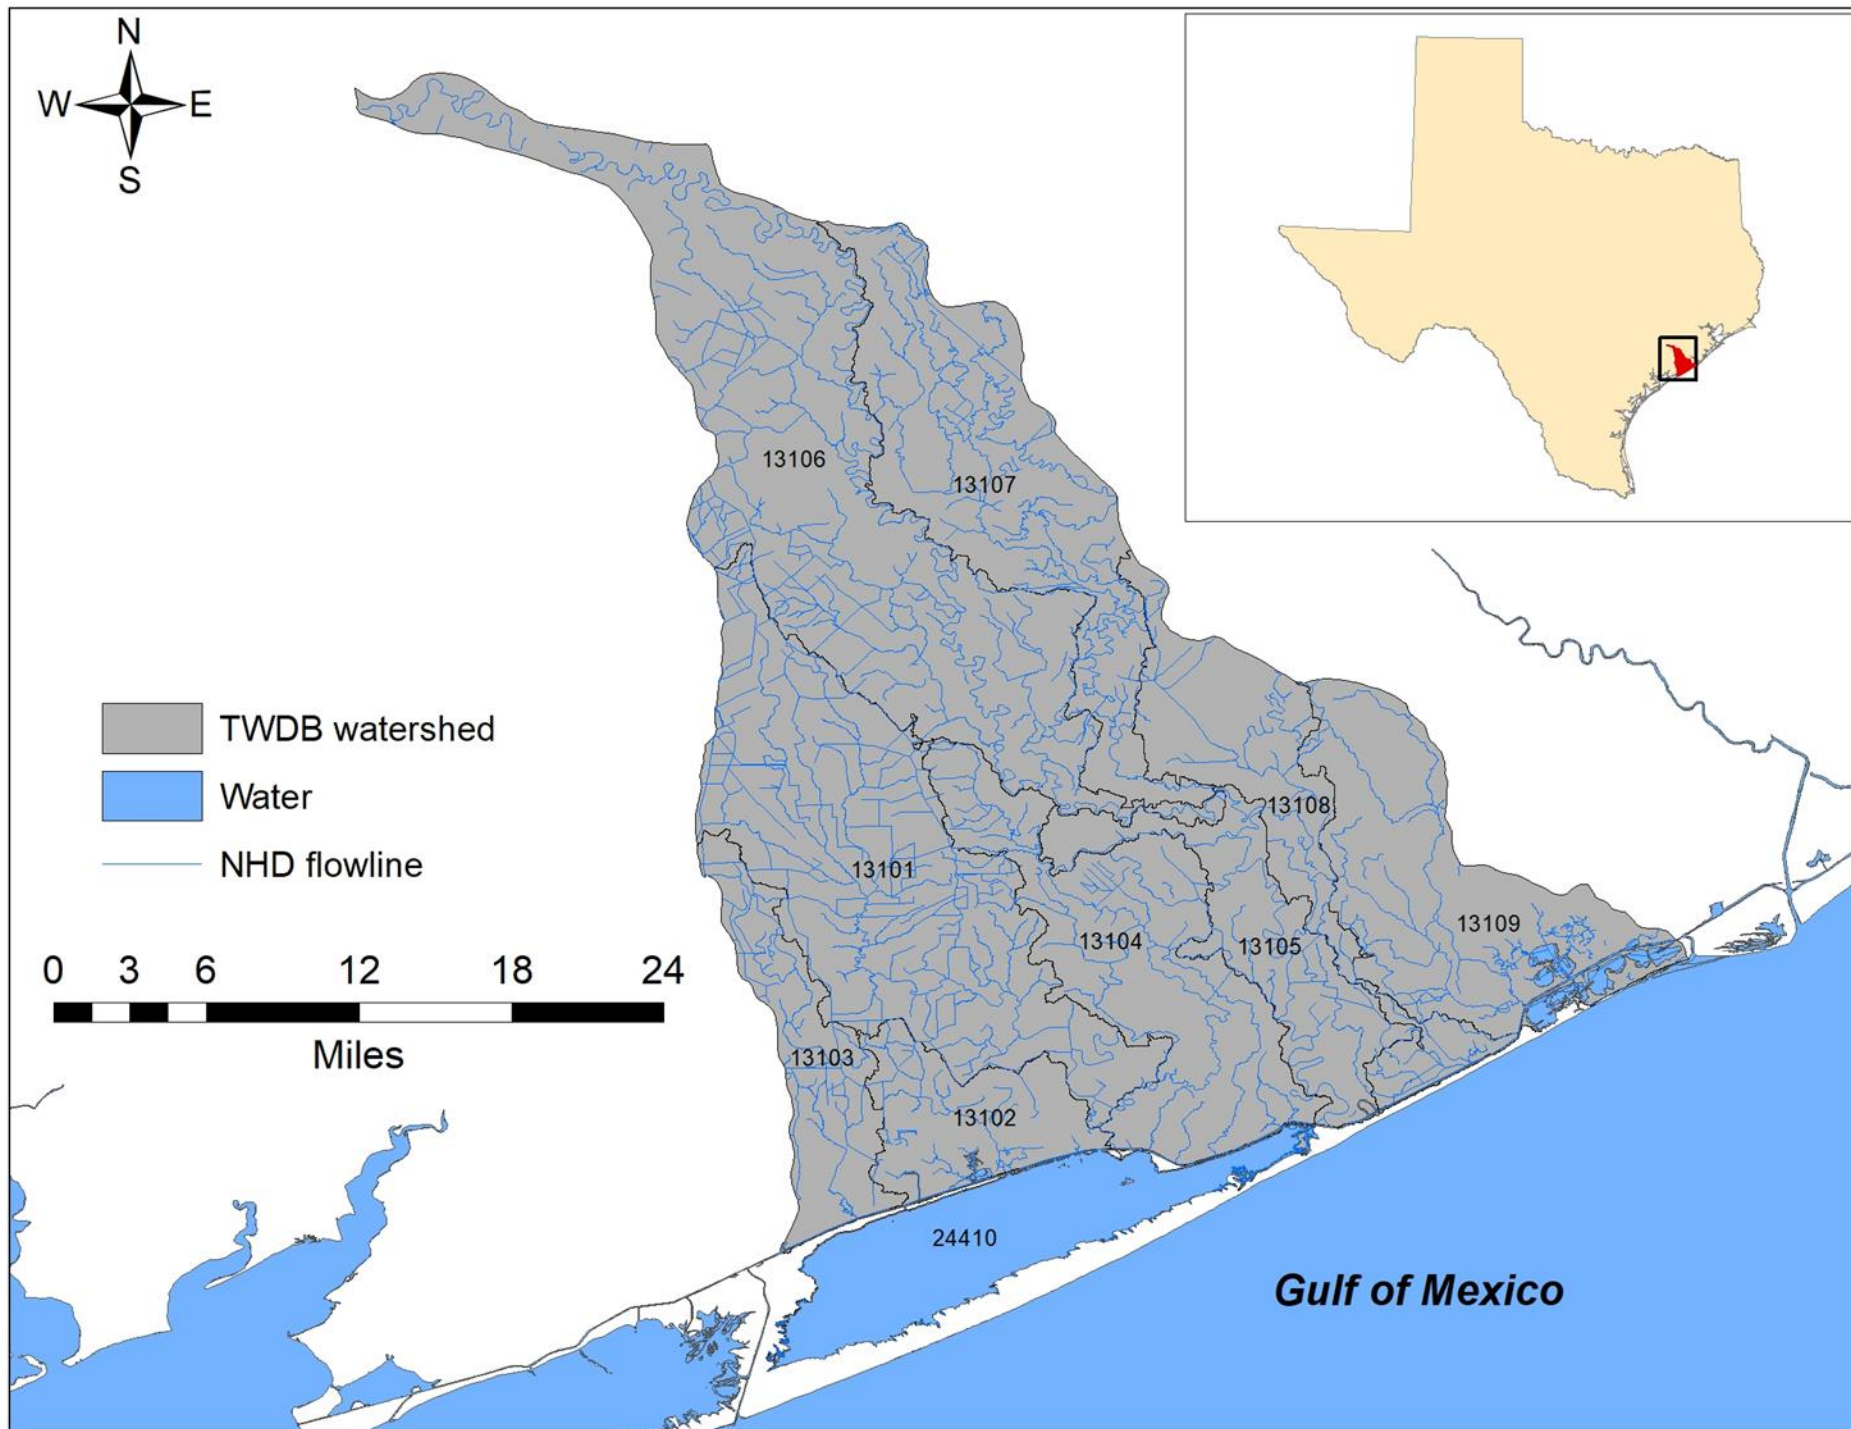 N
W E
S
13106
13107
TWDB watershed
Water
NHD flowline
13108
13101
13109
13104
13105
0 3 6 12 18 24
Miles
13103
13102
24410
Gulf of Mexico